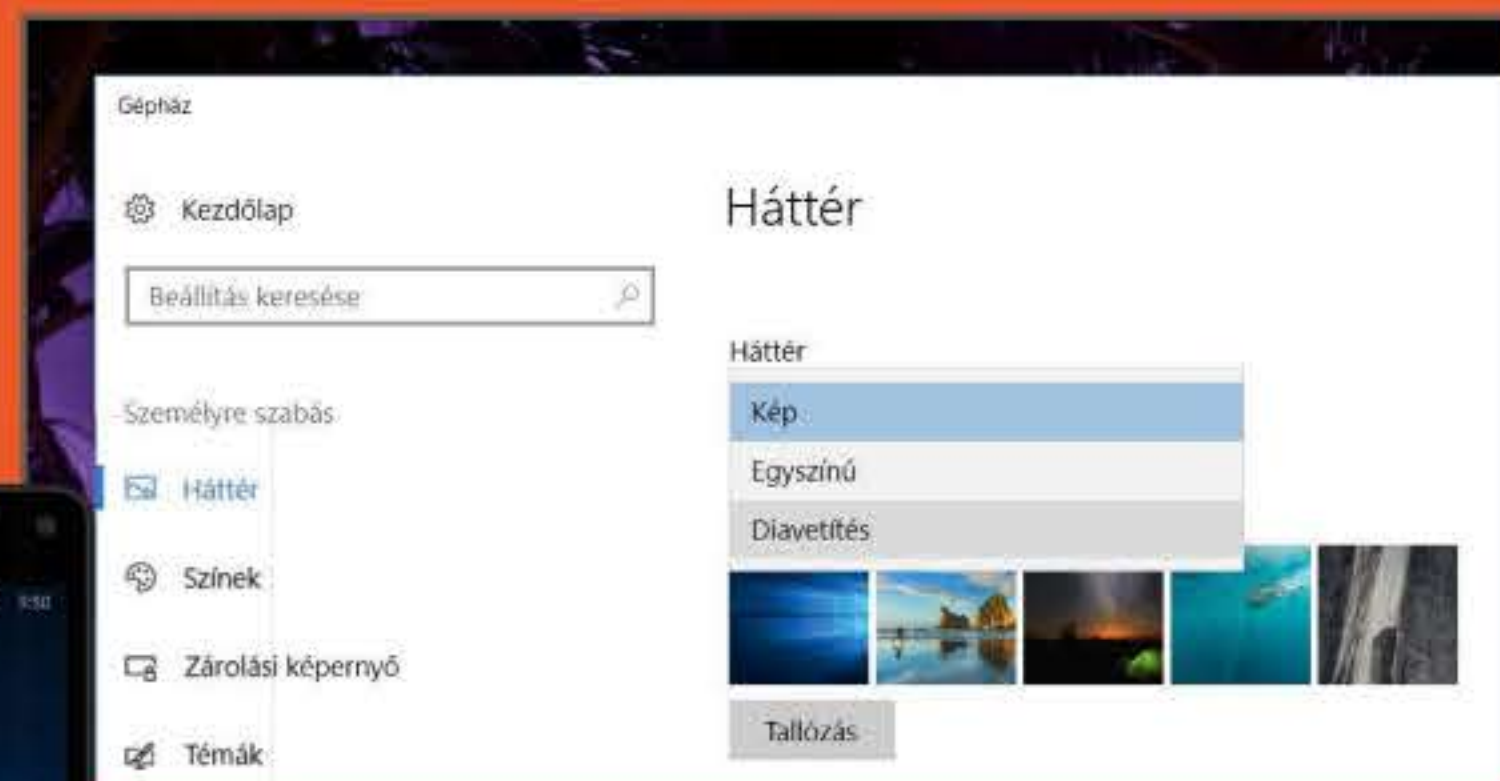 Gépház
Kezdőlap
Beállítás keresése
Személyre szabás
Háttér
Színek
Zárolási képernyő
Témák
Háttér
Háttér
Kép
Egyszínű
Diavetítés
Tallózás